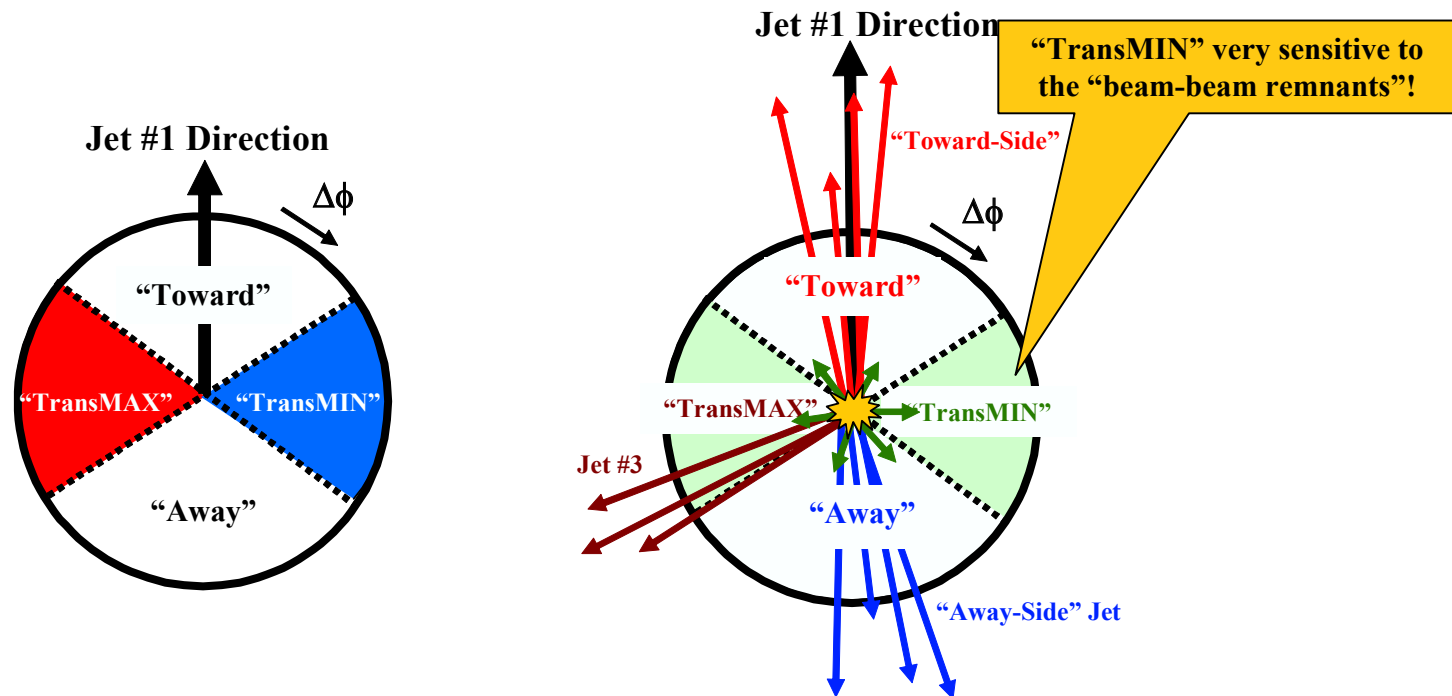 Jet #1 Direction
Δϕ
“Toward”
“TransMAX”
“TransMIN”
“Away”
Jet #1 Direction
“TransMIN” very sensitive to
the “beam-beam remnants”!
“Toward-Side”
Δϕ
“Toward”
“TransMAX”
“TransMIN”
Jet #3
“Away”
“Away-Side” Jet